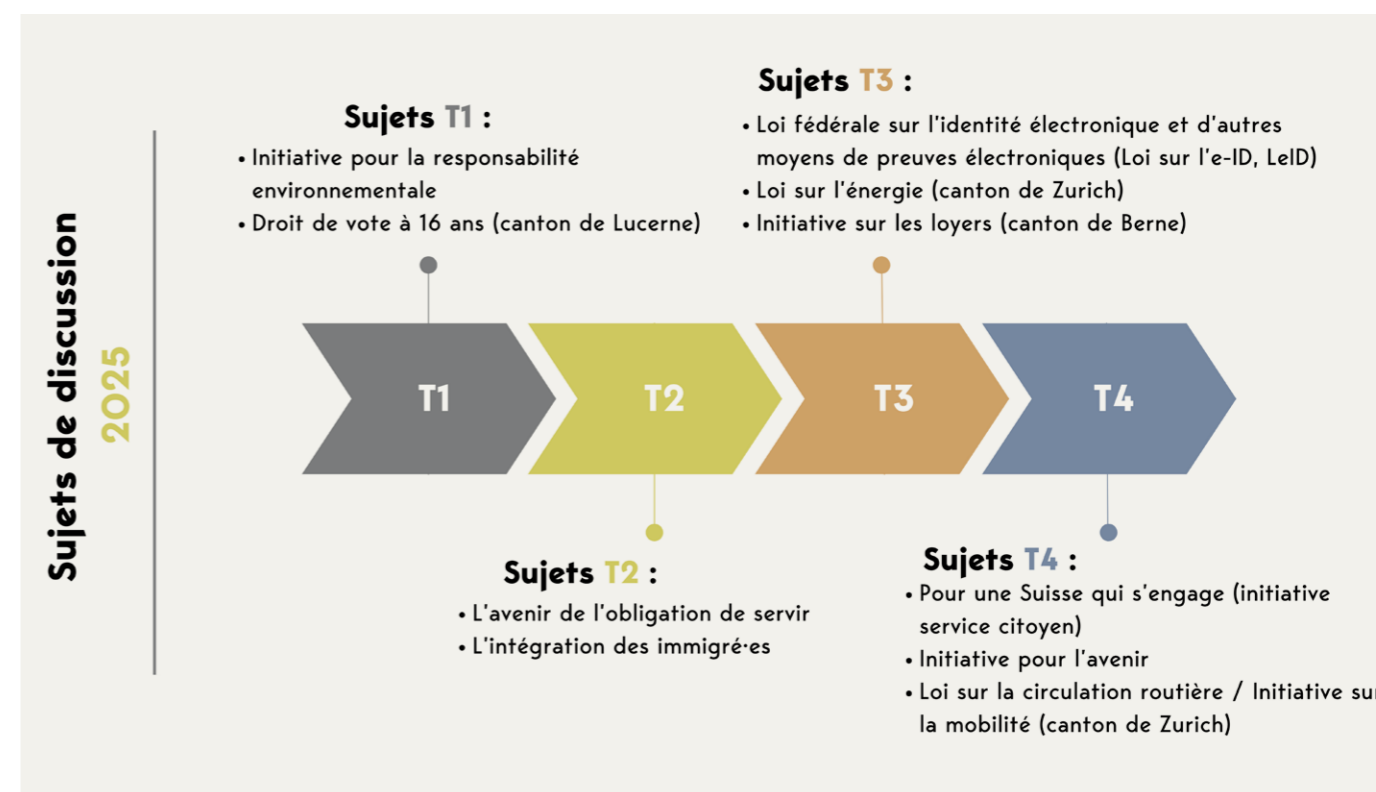 Sujets de discussion
2025
Sujets T1 :
• Initiative pour la responsabilité
environnementale
• Droit de vote à 16 ans (canton de Lucerne)
Sujets T3 :
• Loi fédérale sur l'identité électronique et d'autres
moyens de preuves électroniques (Loi sur l'e-ID, LeID)
• Loi sur l'énergie (canton de Zurich)
• Initiative sur les loyers (canton de Berne)
T1
T2
T3
T4
Sujets T2 :
• L'avenir de l'obligation de servir
• L'intégration des immigré·es
Sujets T4 :
• Pour une Suisse qui s'engage (initiative
service citoyen)
• Initiative pour l'avenir
• Loi sur la circulation routière / Initiative sur
la mobilité (canton de Zurich)